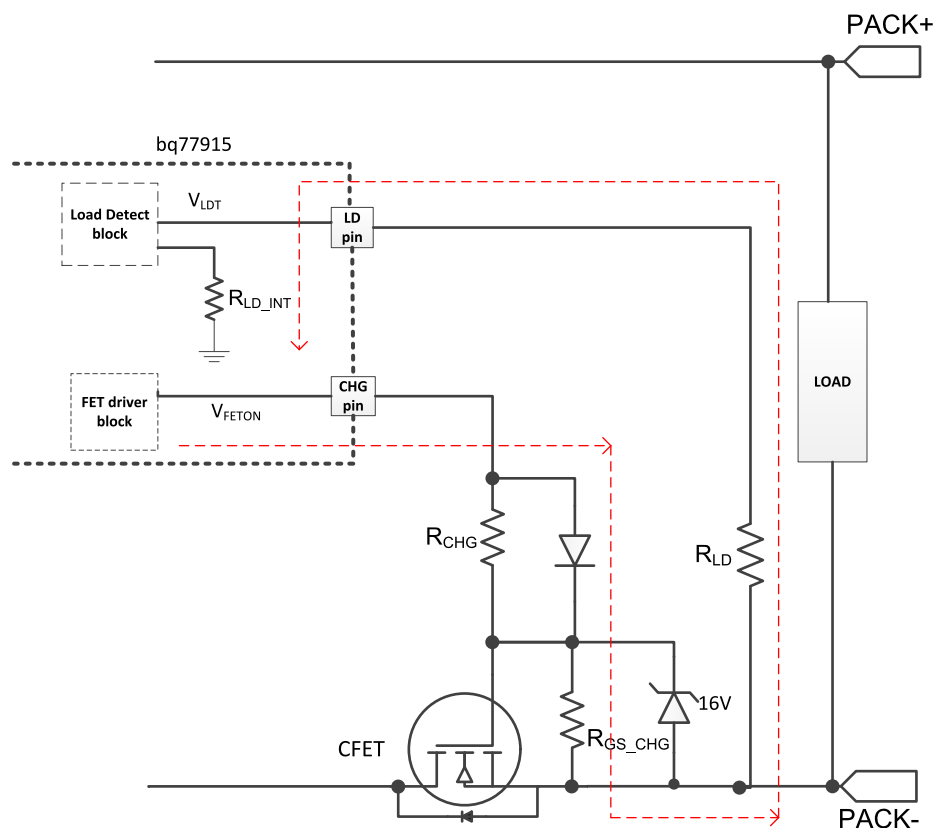 PACK+
bq77915
Load Detect
block
VLDT
LD
pin
RLD_INT
LOAD
FET driver
block
VFETON
CHG
pin
RCHG
RLD
16V
RGS_CHG
CFET
PACK-